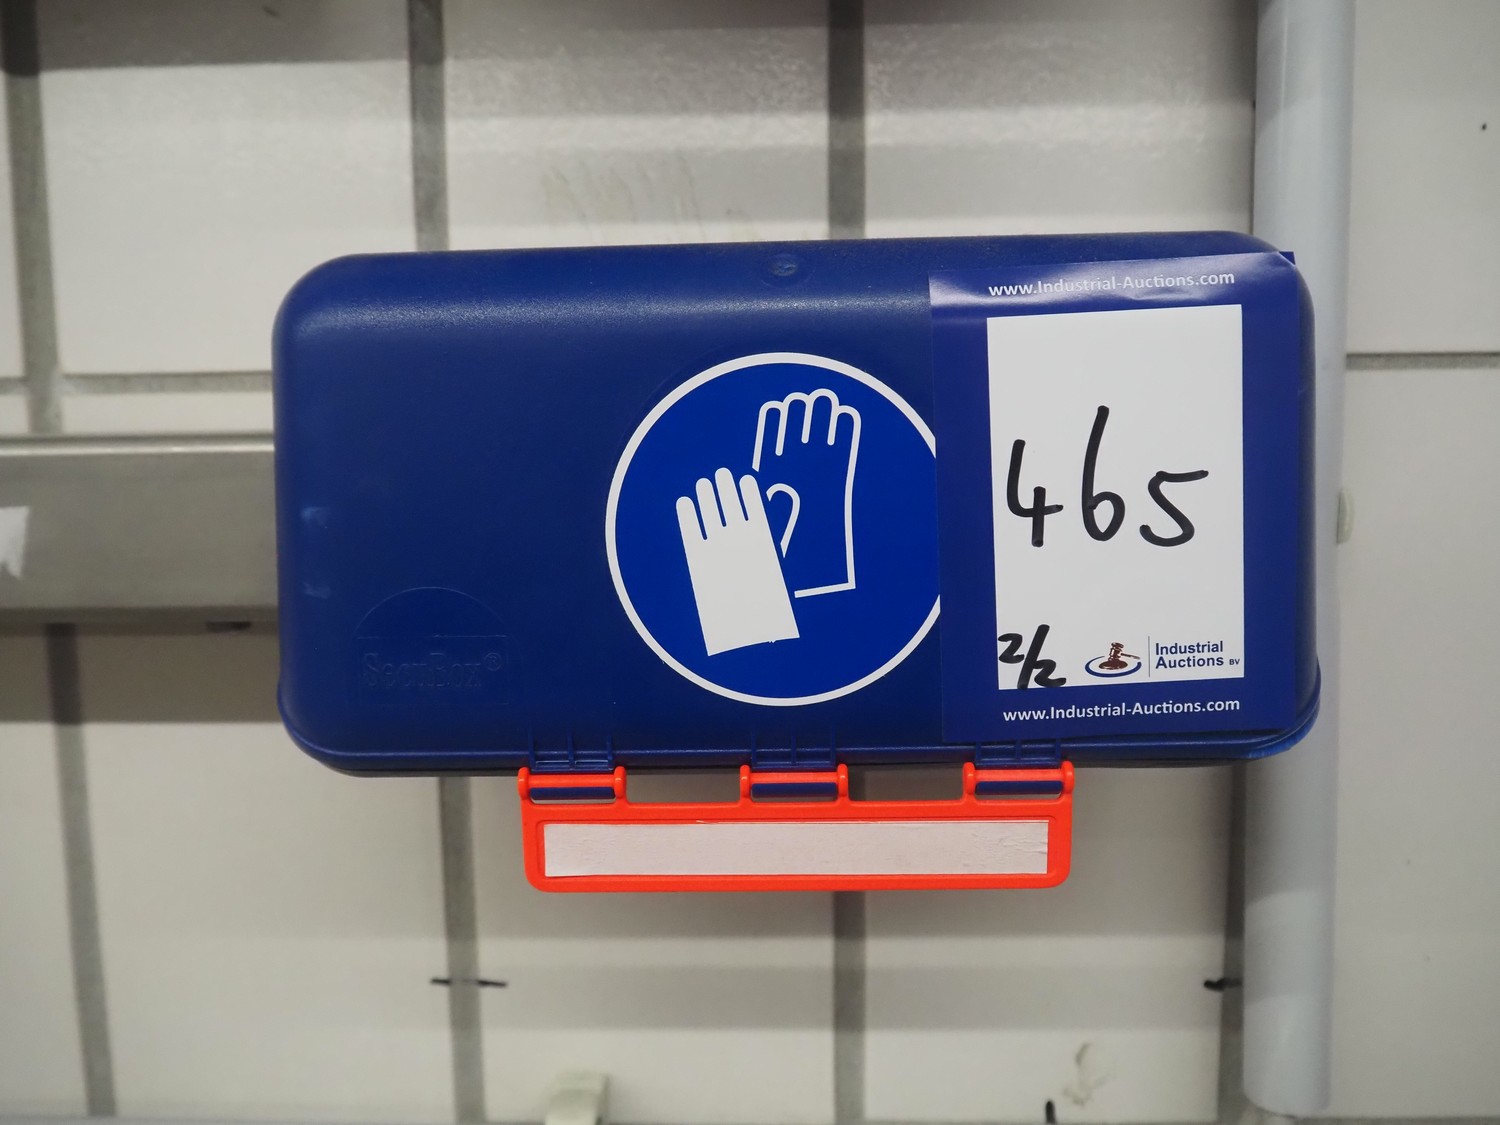 www.Industrial-Auctions.com
465
2/2
Industrial
Auctions BV
www.Industrial-Auctions.com
SecuBox®